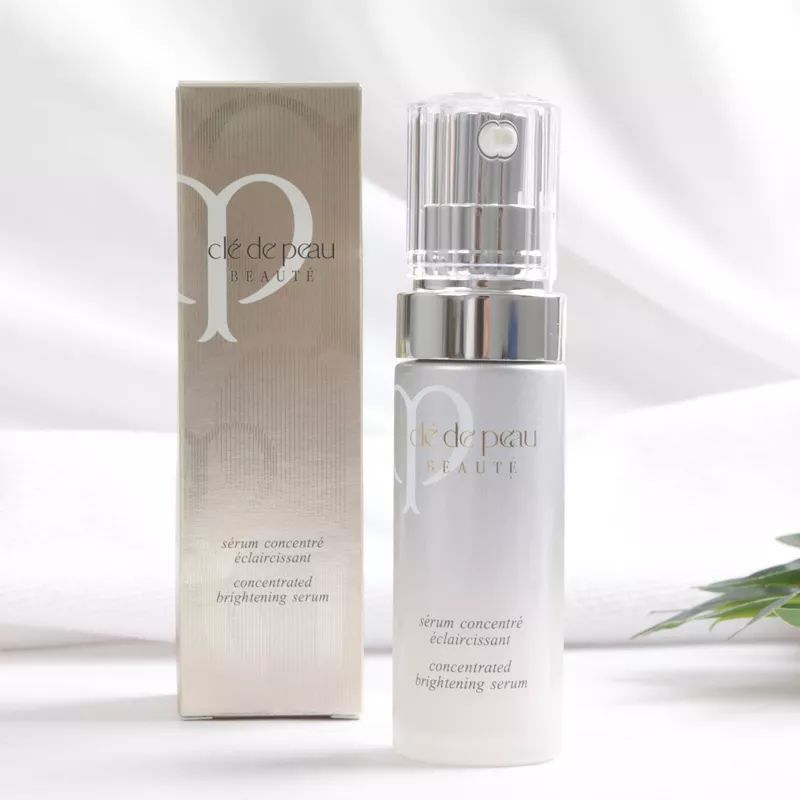 clé de peau
BEAUTÉ
sérum concentré
éclaircissant
concentrated
brightening serum
clé de peau
BEAUTÉ
sérum concentré
éclaircissant
concentrated
brightening serum